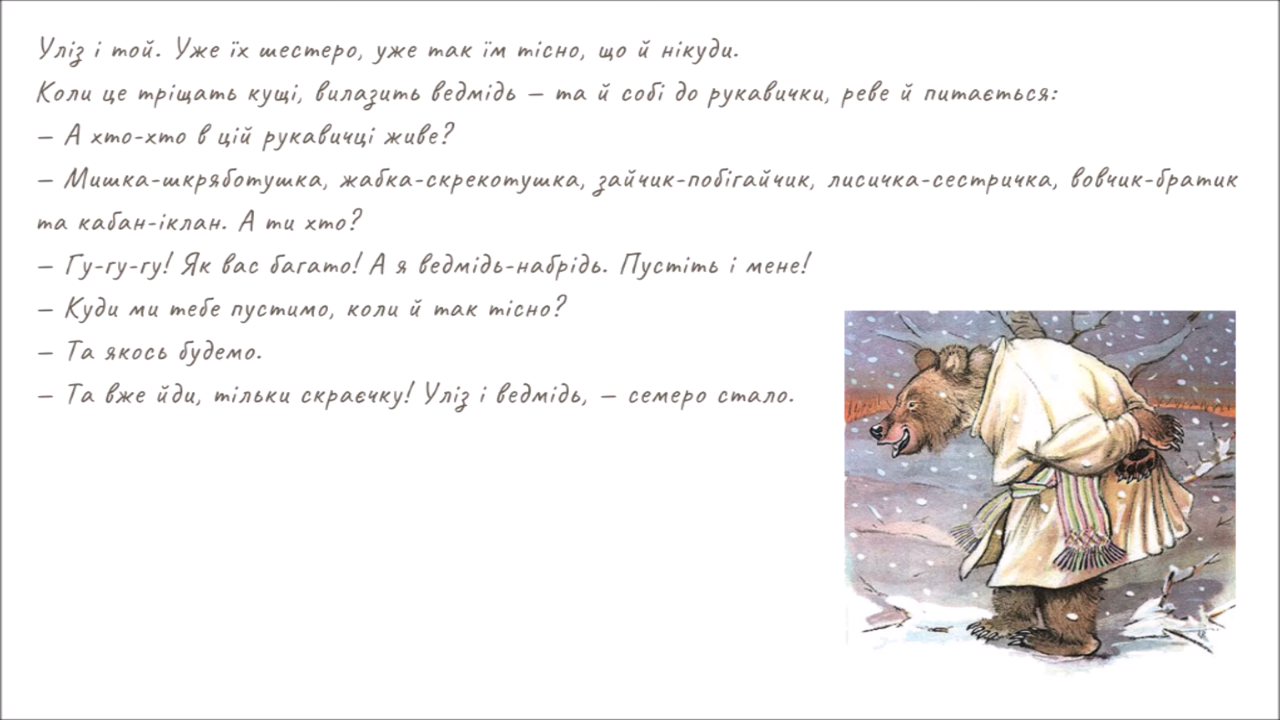 Уліз і той. Уже їх шестеро, уже так їм тісно, що й нікуди.
Коли це тріщать кущі, вилазить ведмідь – та й собі до рукавички, реве й питається:
– А хто-хто в цій рукавичці живе?
– Мишка-шкряботушка, жабка-скрекотушка, зайчик-побігайчик, лисичка-сестричка, вовчик-братик
та кабан-іклан. А ти хто?
– Гу-гу-гу! Як вас багато! А я ведмідь-набрідь. Пустіть і мене!
– Куди ми тебе пустимо, коли й так тісно?
– Та якось будемо.
– Та вже йди, тільки скраєчку! Уліз і ведмідь, – семеро стало.